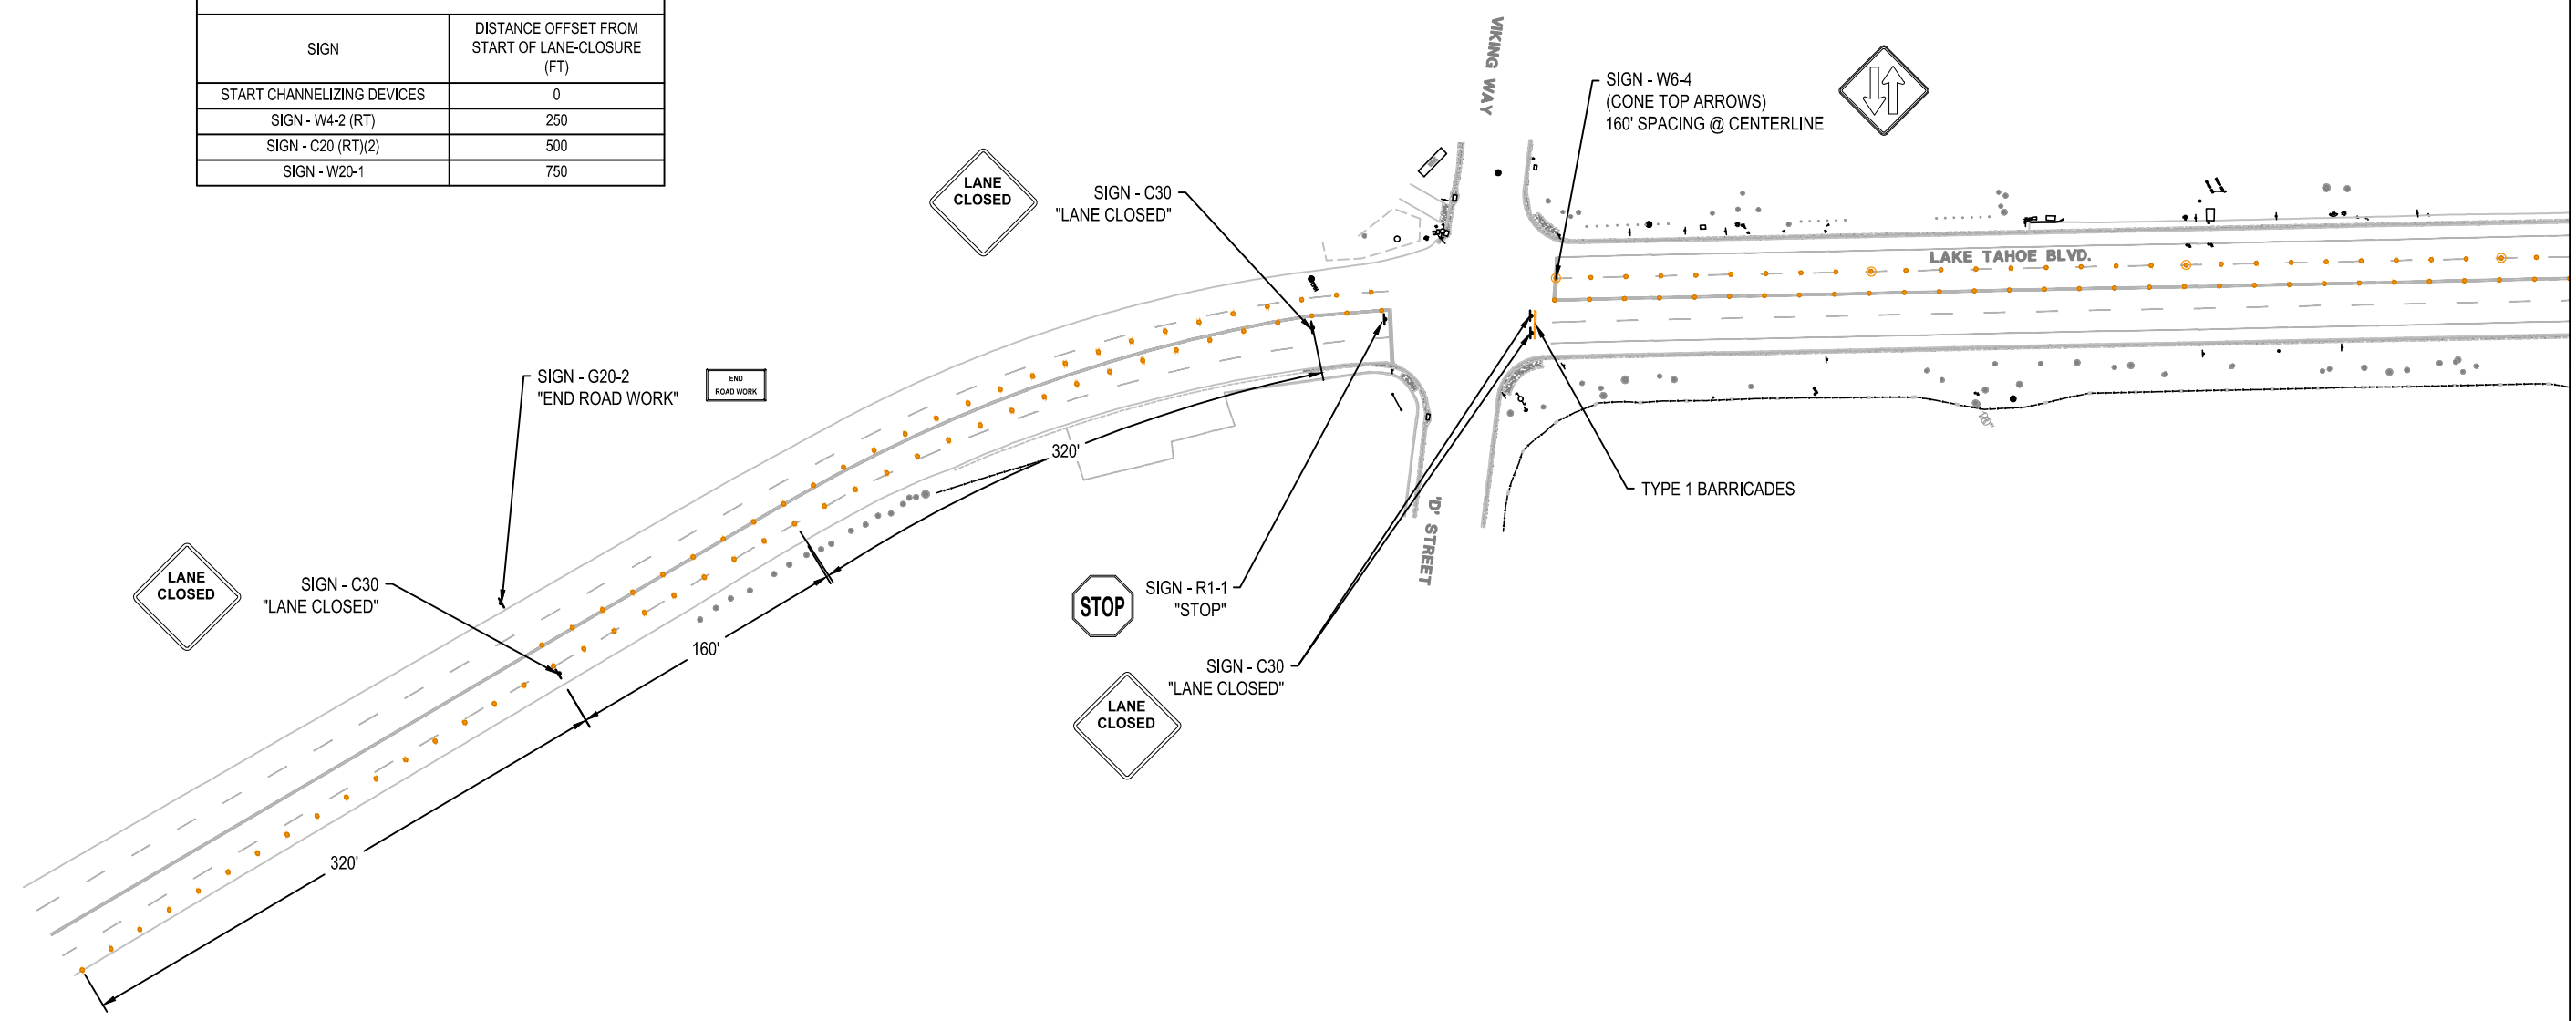 SIGN
DISTANCE OFFSET FROM
START OF LANE-CLOSURE
(FT)
START CHANNELIZING DEVICES
0
SIGN - W4-2 (RT)
250
SIGN - C20 (RT)(2)
500
SIGN - W20-1
750
VIKING WAY
SIGN - W6-4
(CONE TOP ARROWS)
160' SPACING @ CENTERLINE
LANE
CLOSED
SIGN - C30
"LANE CLOSED"
LAKE TAHOE BLVD.
SIGN - G20-2
"END ROAD WORK"
END
ROAD WORK
320'
TYPE 1 BARRICADES
'D' STREET
LANE
CLOSED
SIGN - C30
"LANE CLOSED"
STOP
SIGN - R1-1
"STOP"
160'
SIGN - C30
"LANE CLOSED"
LANE
CLOSED
320'